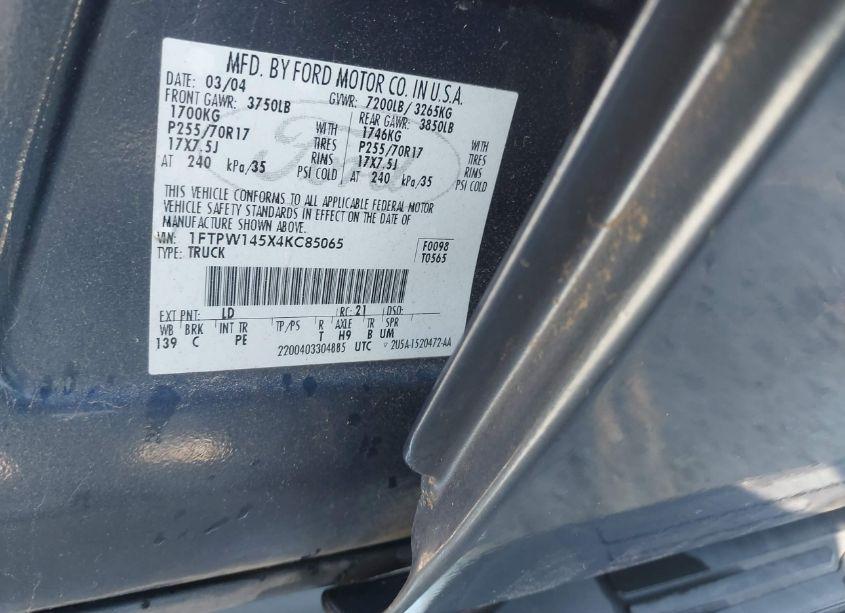 MFD. BY FORD MOTOR CO. IN U.S.A.
DATE: 03/04 GVWR: 7200LB/ 3265KG
FRONT GAWR: 3750LB REAR GAWR: 3850LB
1700KG WITH 1746KG WITH
P255/70R17 TIRES P255/70R17 TIRES
17X7.5J RIMS 17X7.5J RIMS
AT 240 kPa/35 PSI COLD AT 240 kPa/35 PSI COLD
Ford
THIS VEHICLE CONFORMS TO ALL APPLICABLE FEDERAL MOTOR
VEHICLE SAFETY STANDARDS IN EFFECT ON THE DATE OF
MANUFACTURE SHOWN ABOVE.
VIN: 1FTPW145X4KC85065 F0098
TYPE: TRUCK T0565
EXT PNT: LD RC: 21 DSO:
WB BRK INT TR TP/PS R AXLE TR SPR
139 C PE T H9 B UM
2200403304885 UTC 2U5A-1520472-AA